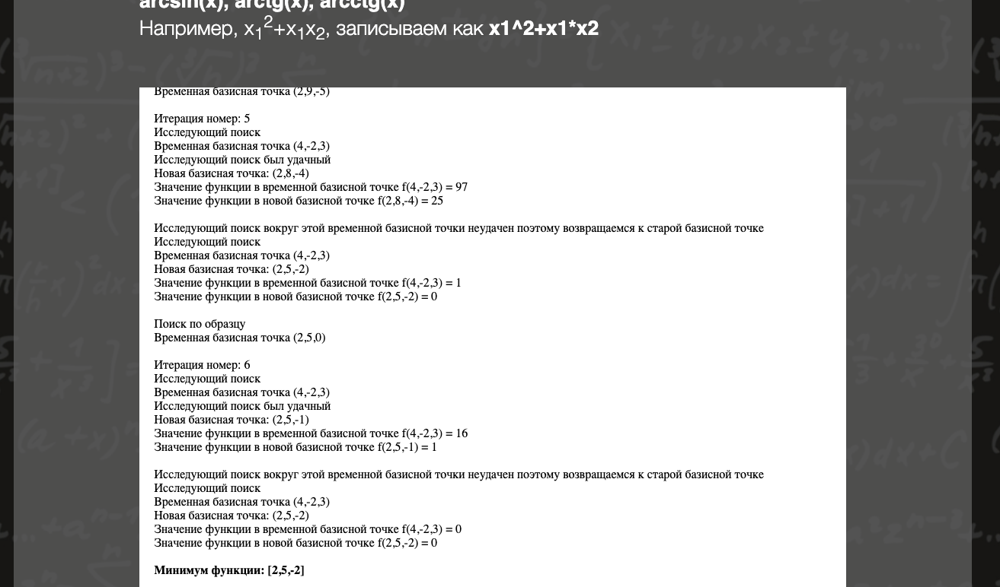 arcsin(x), arctg(x), arcctg(x)
Например, x₁²+x₁x₂, записываем как x1^2+x1*x2
Временная базисная точка (2,9,-5)
Итерация номер: 5
Исследующий поиск
Временная базисная точка (4,-2,3)
Исследующий поиск был удачный
Новая базисная точка: (2,8,-4)
Значение функции в временной базисной точке f(4,-2,3) = 97
Значение функции в новой базисной точке f(2,8,-4) = 25
Исследующий поиск вокруг этой временной базисной точки неудачен поэтому возвращаемся к старой базисной точке
Исследующий поиск
Временная базисная точка (4,-2,3)
Новая базисная точка: (2,5,-2)
Значение функции в временной базисной точке f(4,-2,3) = 1
Значение функции в новой базисной точке f(2,5,-2) = 0
Поиск по образцу
Временная базисная точка (2,5,0)
Итерация номер: 6
Исследующий поиск
Временная базисная точка (4,-2,3)
Исследующий поиск был удачный
Новая базисная точка: (2,5,-1)
Значение функции в временной базисной точке f(4,-2,3) = 16
Значение функции в новой базисной точке f(2,5,-1) = 1
Исследующий поиск вокруг этой временной базисной точки неудачен поэтому возвращаемся к старой базисной точке
Исследующий поиск
Временная базисная точка (4,-2,3)
Новая базисная точка: (2,5,-2)
Значение функции в временной базисной точке f(4,-2,3) = 0
Значение функции в новой базисной точке f(2,5,-2) = 0
Минимум функции: [2,5,-2]